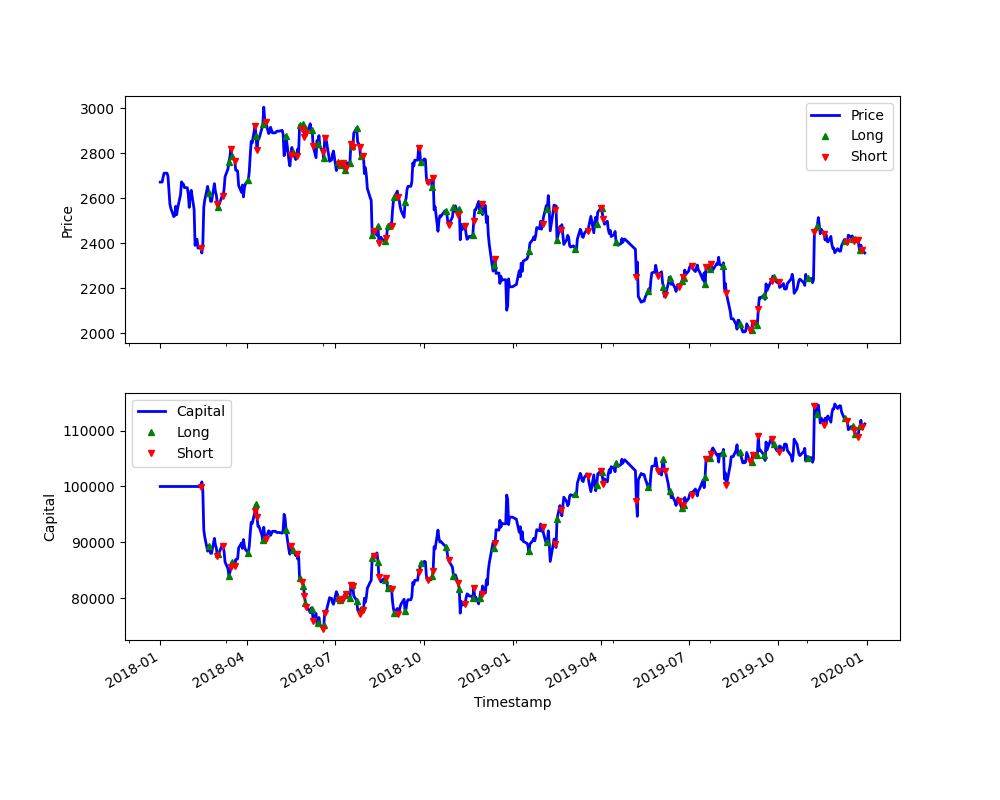 3000
2800
2600
2400
2200
2000
Price
Price
Long
Short
110000
100000
90000
80000
Capital
Capital
Long
Short
2018-01
2018-04
2018-07
2018-10
2019-01
2019-04
2019-07
2019-10
2020-01
Timestamp